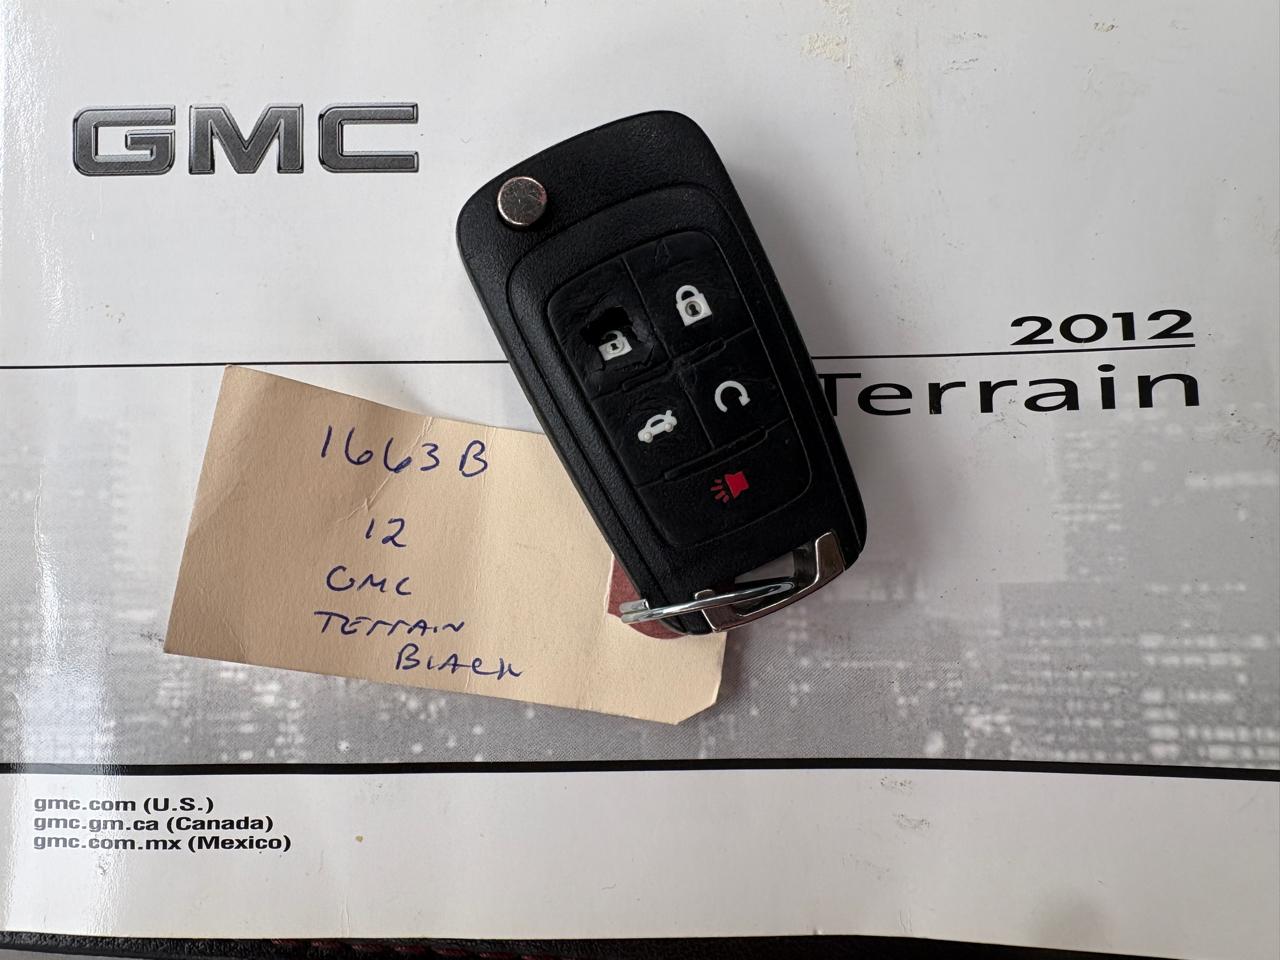 GMC
2012
Terrain
1663B
12
GMC
TERRAIN
BLACK
gmc.com (U.S.)
gmc.gm.ca (Canada)
gmc.com.mx (Mexico)